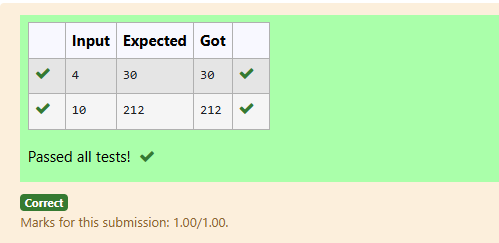 Input Expected Got
4 30 30
10 212 212
Passed all tests!
Correct
Marks for this submission: 1.00/1.00.